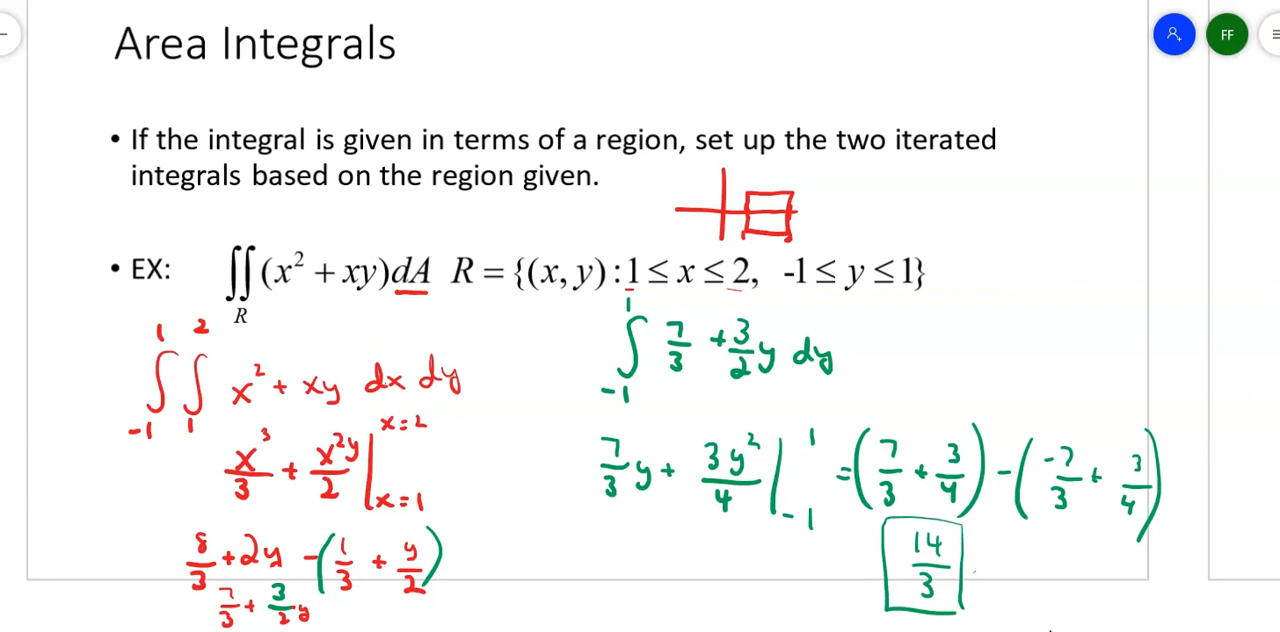 Area Integrals
FF
• If the integral is given in terms of a region, set up the two iterated
integrals based on the region given.
• EX: ∬_R (x² + xy)dA R = {(x, y) : 1 ≤ x ≤ 2, -1 ≤ y ≤ 1}
∫_{-1}^{1} ∫_{1}^{2} x² + xy dx dy
x³/3 + x²y/2 |_{x=1}^{x=2}
8/3 + 2y - (1/3 + y/2)
7/3 + 3/2 y
∫_{-1}^{1} 7/3 + 3/2 y dy
7/3 y + 3y²/4 |_{-1}^{1} = (7/3 + 3/4) - (-7/3 + 3/4)
14/3